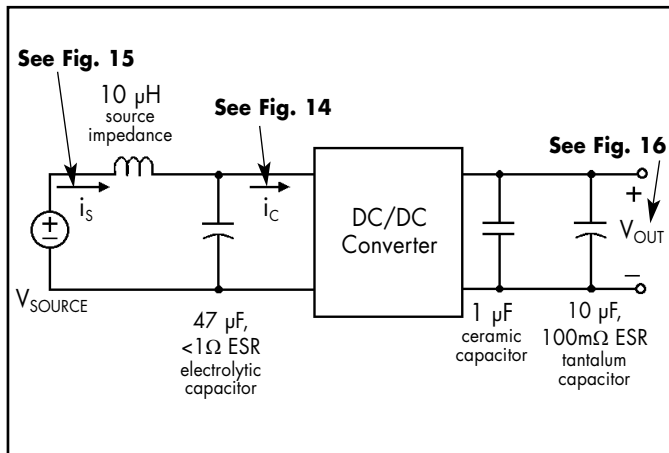 See Fig. 15
10 µH
source
impedance
See Fig. 14
See Fig. 16
i_S
i_C
DC/DC
Converter
+
V_OUT
–
+
–
V_SOURCE
47 µF,
<1Ω ESR
electrolytic
capacitor
1 µF
ceramic
capacitor
10 µF,
100mΩ ESR
tantalum
capacitor